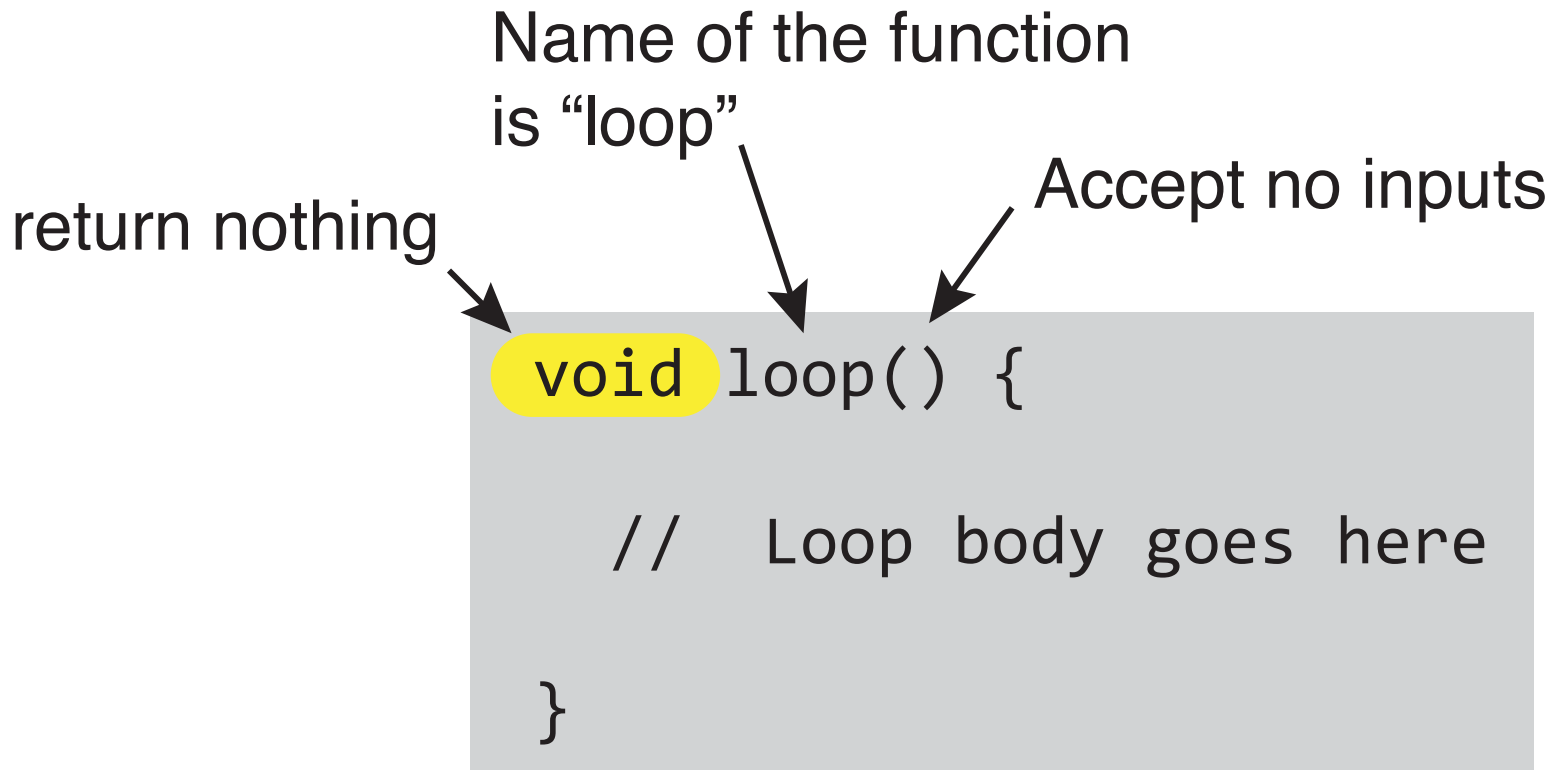 Name of the function
is “loop”
Accept no inputs
return nothing
void loop() {
//  Loop body goes here
}